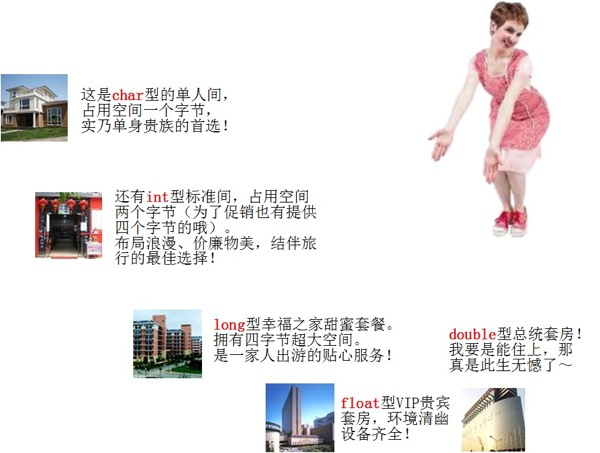 这是char型的单人间，
占用空间一个字节，
实乃单身贵族的首选！
还有int型标准间，占用空间
两个字节（为了促销也有提供
四个字节的哦）。
布局浪漫、价廉物美，结伴旅
行的最佳选择！
long型幸福之家甜蜜套餐。
拥有四字节超大空间。
是一家人出游的贴心服务！
double型总统套房！
我要是能住上，那
真是此生无憾了～
float型VIP贵宾
套房，环境清幽
设备齐全！